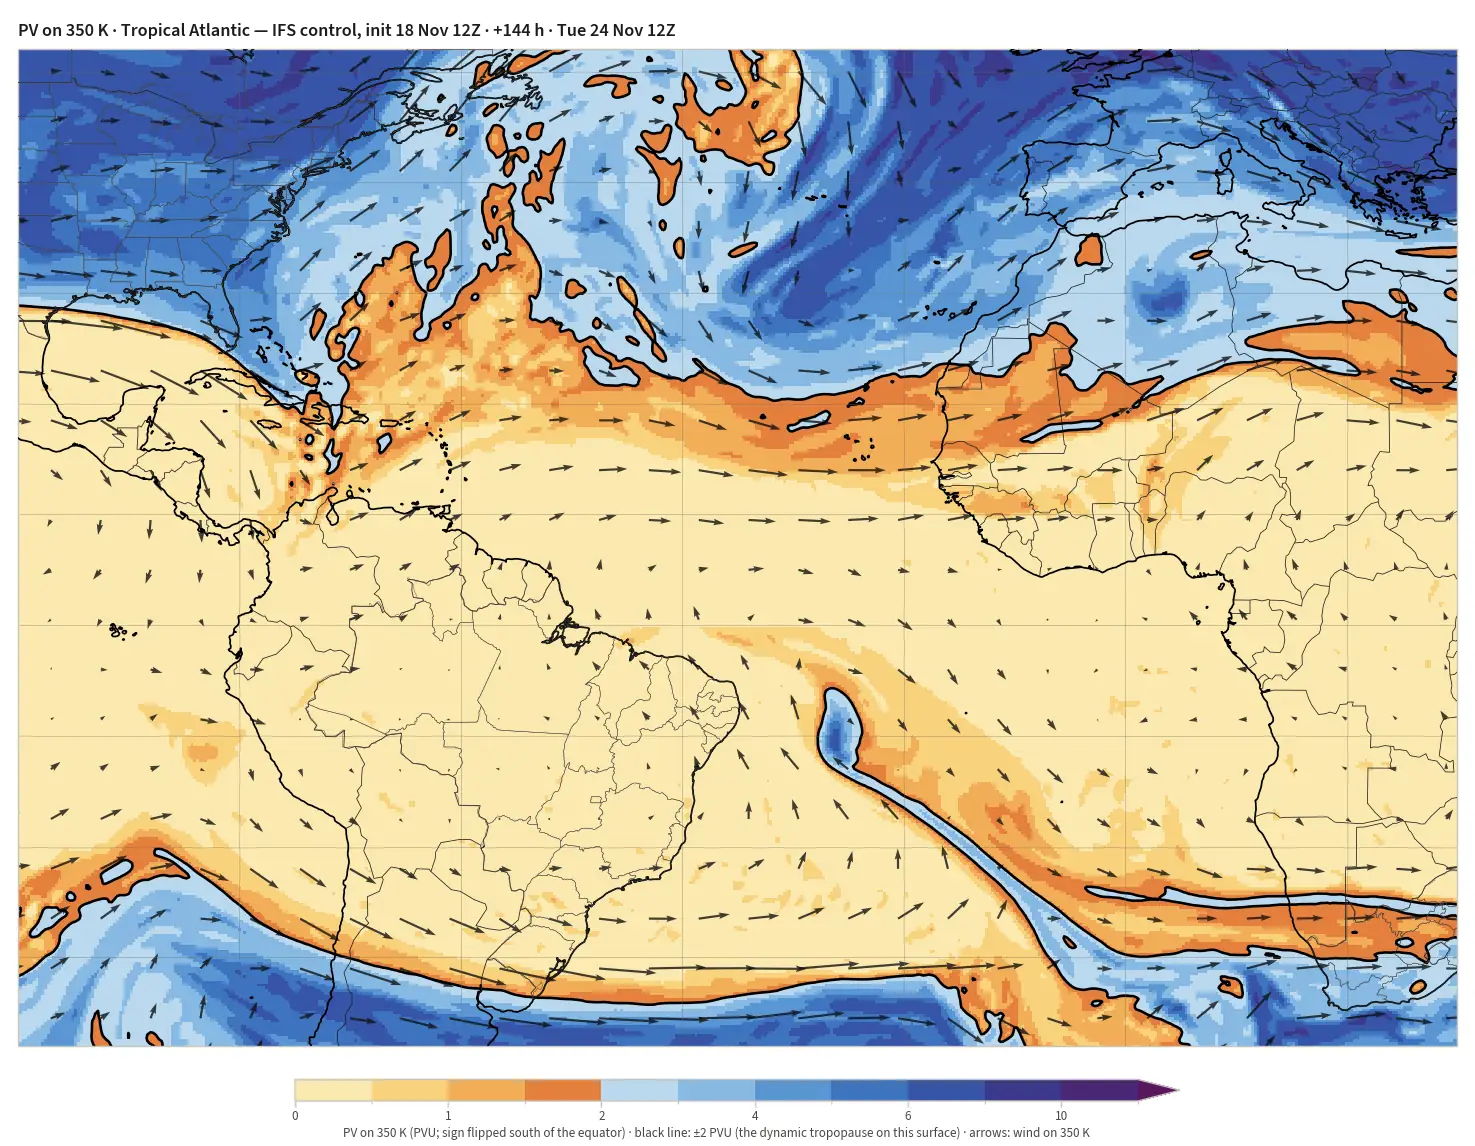 PV on 350 K · Tropical Atlantic — IFS control, init 18 Nov 12Z · +144 h · Tue 24 Nov 12Z
0 1 2 4 6 10
PV on 350 K (PVU; sign flipped south of the equator) · black line: ±2 PVU (the dynamic tropopause on this surface) · arrows: wind on 350 K